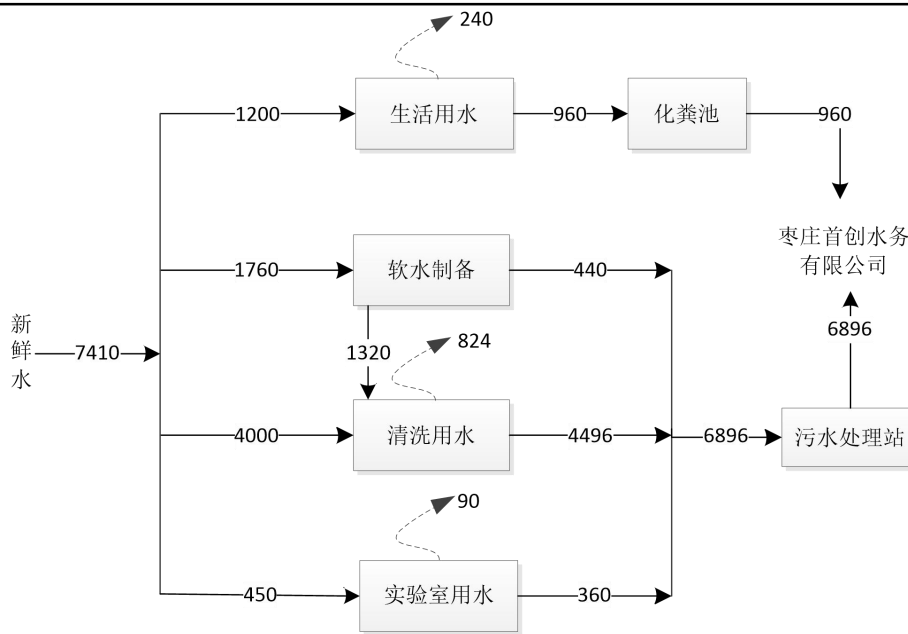 240
1200
生活用水
960
化粪池
960
枣庄首创水务
有限公司
1760
软水制备
440
新
鲜
水
7410
1320
824
6896
4000
清洗用水
4496
6896
污水处理站
90
450
实验室用水
360